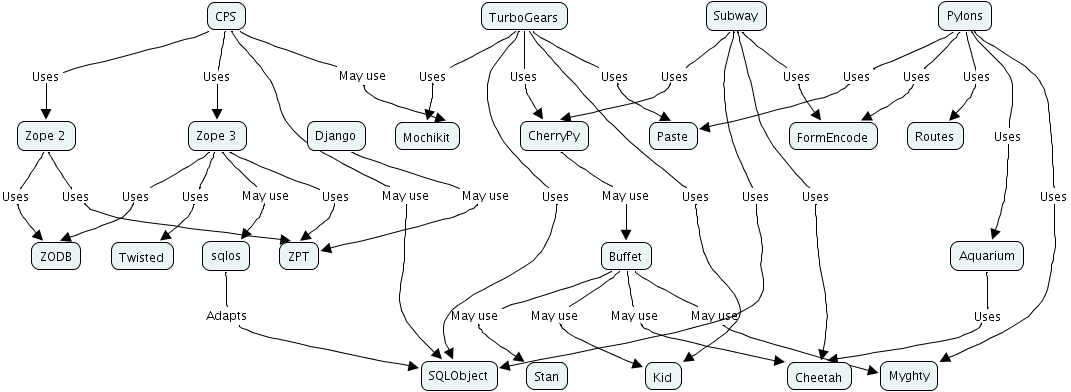 CPS TurboGears Subway Pylons
Uses Uses May use Uses Uses Uses Uses Uses Uses Uses Uses
Zope 2 Zope 3 Django Mochikit CherryPy Paste FormEncode Routes Uses
Uses Uses Uses Uses May use Uses May use May use Uses May use Uses Uses Uses Uses
ZODB Twisted sqlos ZPT Buffet Aquarium
Adapts May use May use May use May use Uses
SQLObject Stan Kid Cheetah Myghty